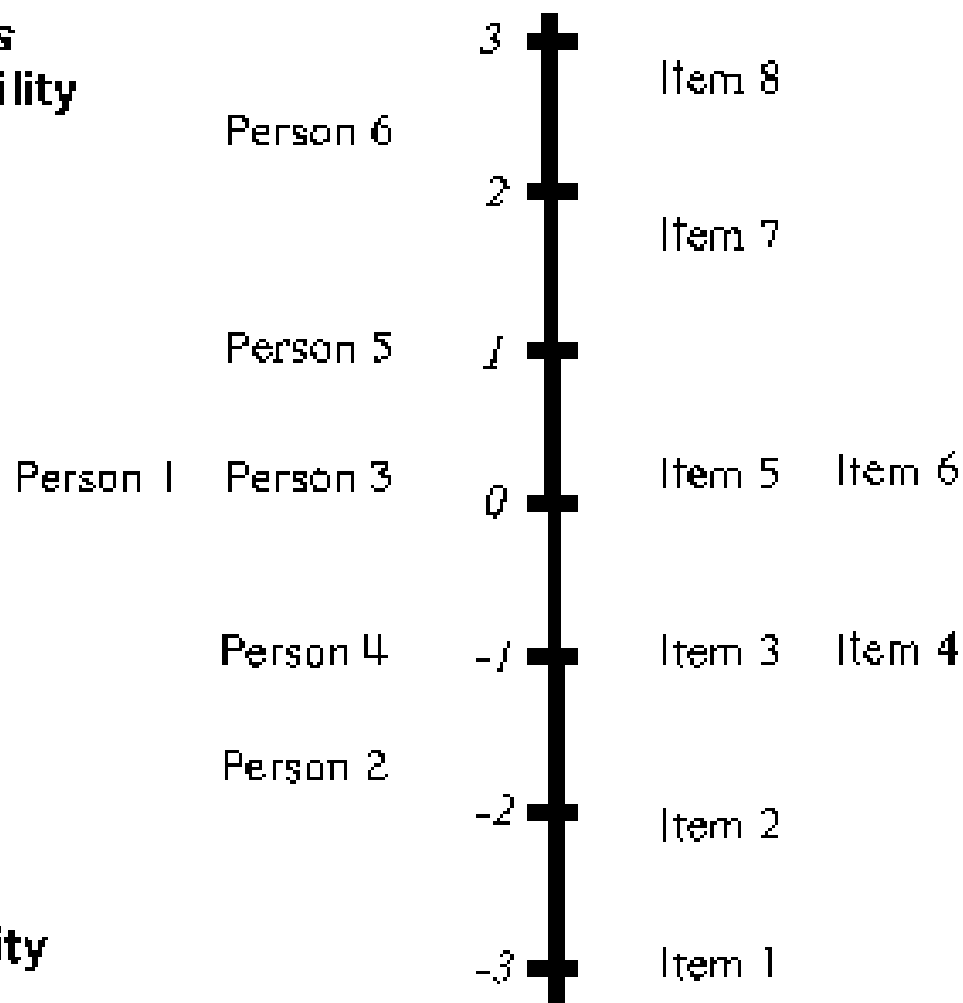 s
ility
3
Item 8
Person 6
2
Item 7
Person 5
1
Person 1 Person 3
Item 5 Item 6
0
Person 4
-1
Item 3 Item 4
Person 2
-2
Item 2
ity
-3
Item 1